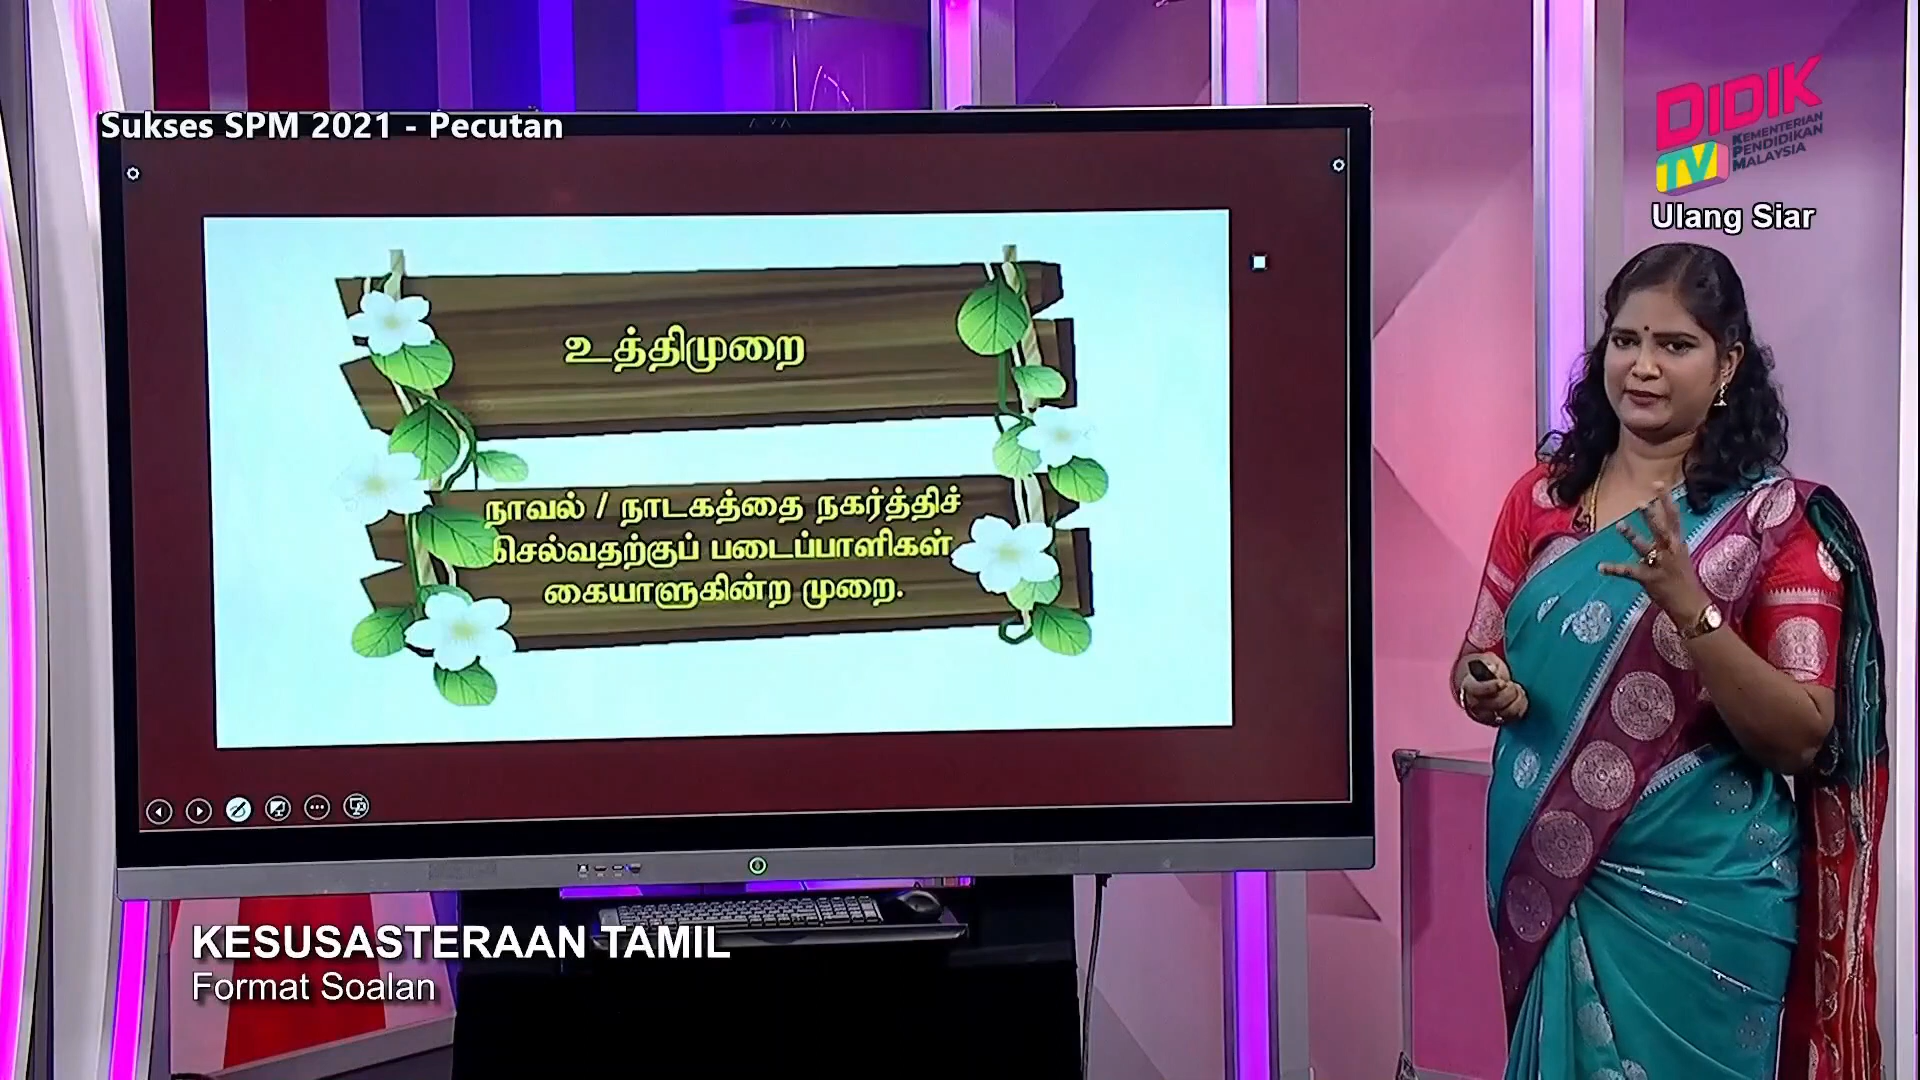 Sukses SPM 2021 - Pecutan
DIDIK
TV
KEMENTERIAN
PENDIDIKAN
MALAYSIA
Ulang Siar
உத்திமுறை
நாவல் / நாடகத்தை நகர்த்திச்
செல்வதற்குப் படைப்பாளிகள்
கையாளுகின்ற முறை.
KESUSASTERAAN TAMIL
Format Soalan